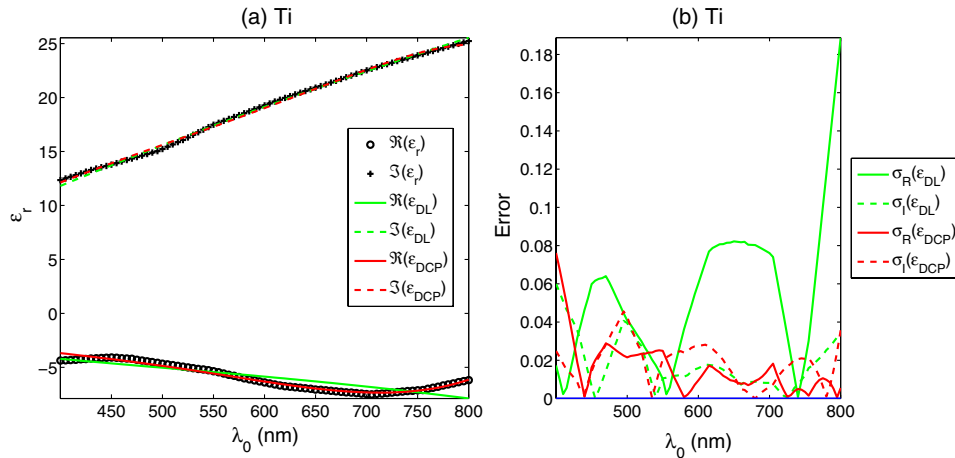 (a) Ti
25
20
15
10
5
0
−5
450 500 550 600 650 700 750 800
λ0 (nm)
εr
ℜ(εr)
ℑ(εr)
ℜ(εDL)
ℑ(εDL)
ℜ(εDCP)
ℑ(εDCP)
(b) Ti
0.18
0.16
0.14
0.12
0.1
0.08
0.06
0.04
0.02
0
500 600 700 800
λ0 (nm)
Error
σR(εDL)
σI(εDL)
σR(εDCP)
σI(εDCP)